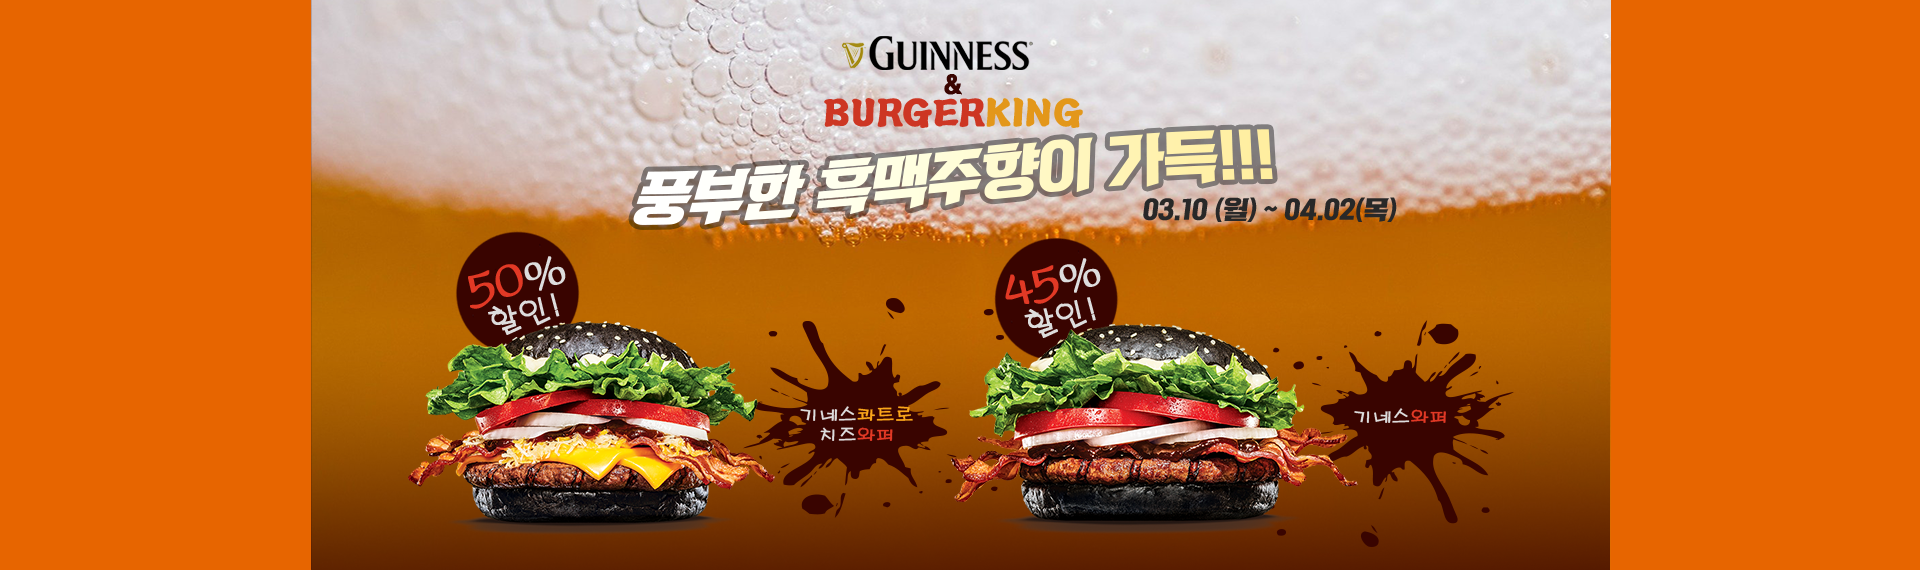 GUINNESS
&
BURGERKING
풍부한 흑맥주향이 가득!!!
03.10 (월) ~ 04.02(목)
50%
할인!
45%
할인!
기네스콰트로
치즈와퍼
기네스와퍼